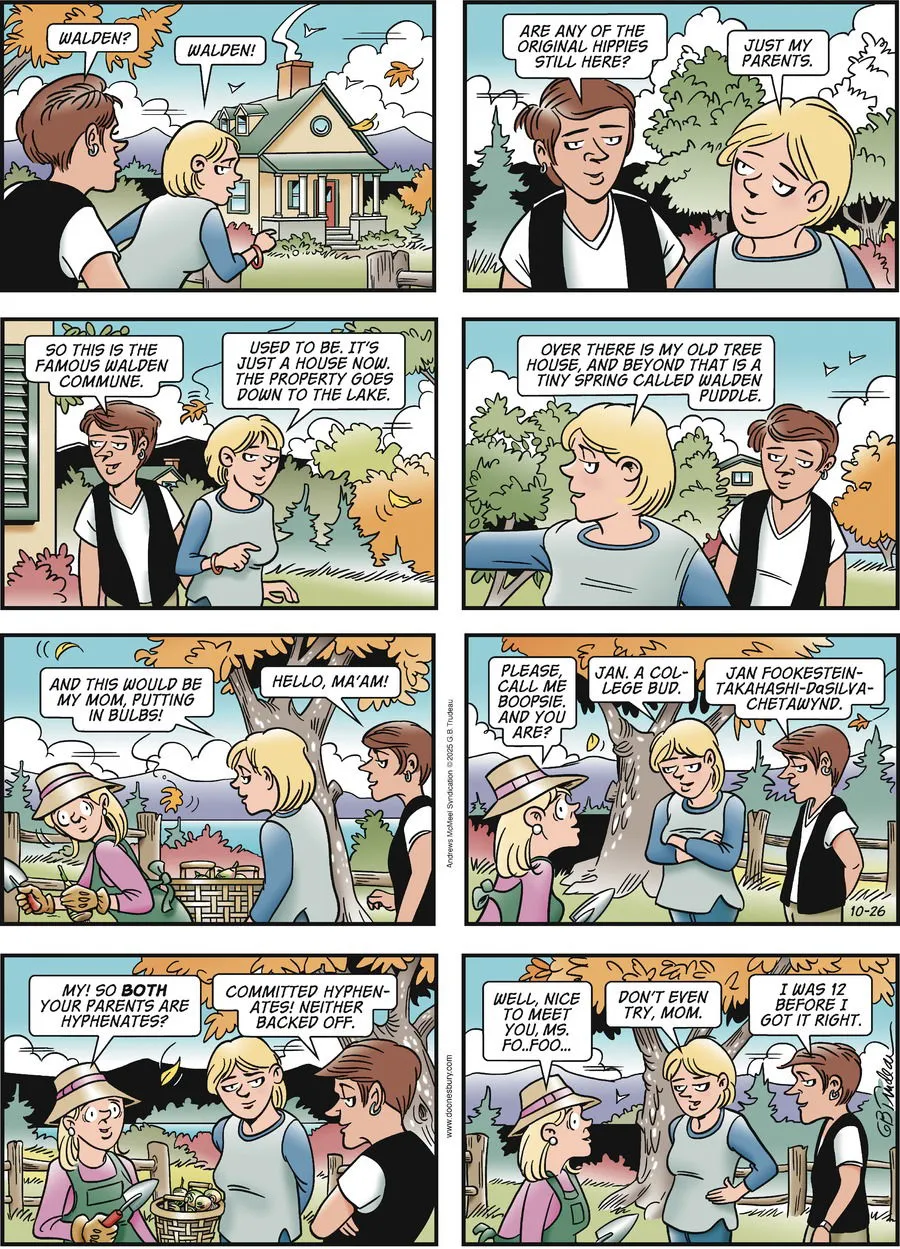 WALDEN?
WALDEN!
ARE ANY OF THE
ORIGINAL HIPPIES
STILL HERE?
JUST MY
PARENTS.
SO THIS IS THE
FAMOUS WALDEN
COMMUNE.
USED TO BE. IT'S
JUST A HOUSE NOW.
THE PROPERTY GOES
DOWN TO THE LAKE.
OVER THERE IS MY OLD TREE
HOUSE, AND BEYOND THAT IS A
TINY SPRING CALLED WALDEN
PUDDLE.
AND THIS WOULD BE
MY MOM, PUTTING
IN BULBS!
HELLO, MA'AM!
Andrews McMeel Syndication ©2025 G.B. Trudeau
PLEASE,
CALL ME
BOOPSIE.
AND YOU
ARE?
JAN. A COL-
LEGE BUD.
JAN FOOKESTEIN-
TAKAHASHI-DaSILVA-
CHETAWYND.
10-26
MY! SO BOTH
YOUR PARENTS ARE
HYPHENATES?
COMMITTED HYPHEN-
ATES! NEITHER
BACKED OFF.
www.doonesbury.com
WELL, NICE
TO MEET
YOU, MS.
FO..FOO...
DON'T EVEN
TRY, MOM.
I WAS 12
BEFORE I
GOT IT RIGHT.
GBTrudeau